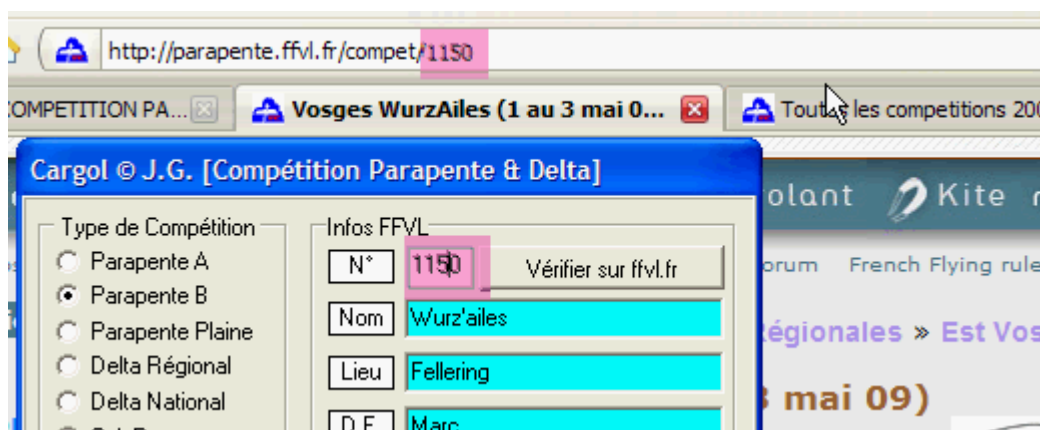 http://parapente.ffvl.fr/compet/1150
COMPETITION PA...
Vosges WurzAiles (1 au 3 mai 0...
Toutes les competitions 200
Cargol © J.G. [Compétition Parapente & Delta]
olant Kite
Type de Compétition
Infos FFVL
Parapente A
N° 1150 Vérifier sur ffvl.fr
orum French Flying rule
Parapente B
Nom Wurz'ailes
Parapente Plaine
égionales » Est Vos
Delta Régional
Lieu Fellering
Delta National
mai 09)
D.E. Marc